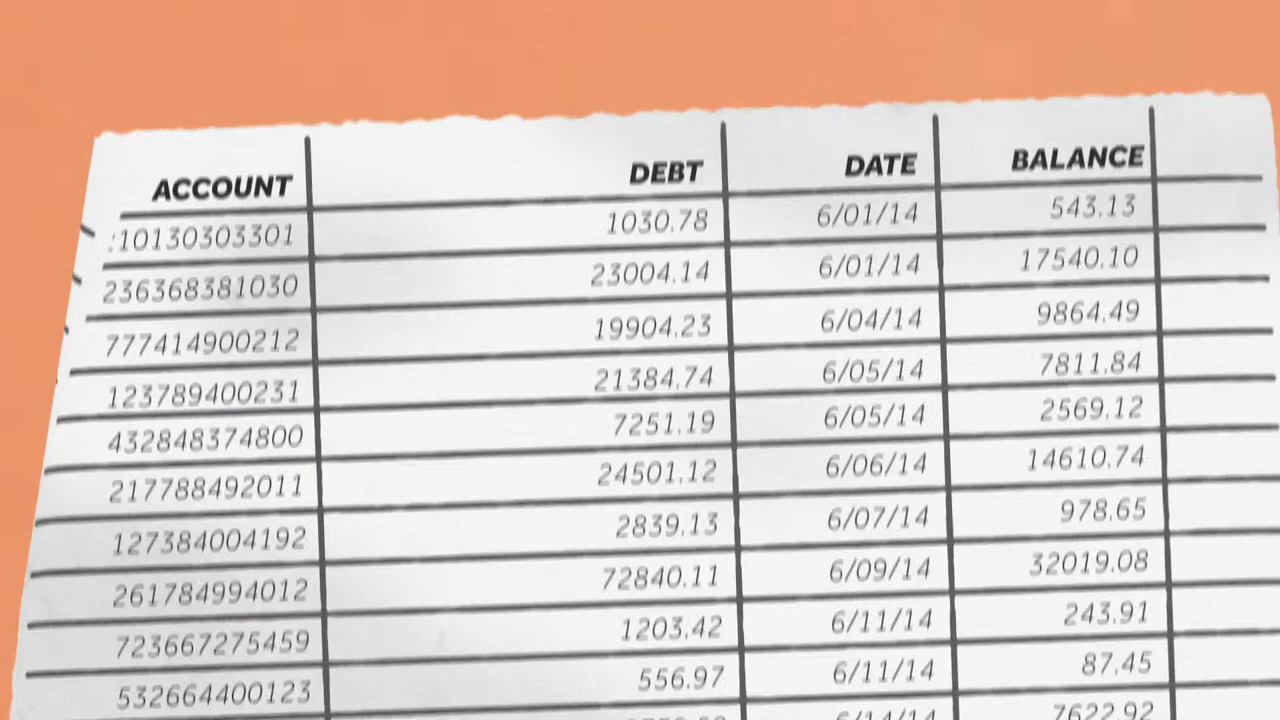 ACCOUNT DEBT DATE BALANCE
10130303301 1030.78 6/01/14 543.13
236368381030 23004.14 6/01/14 17540.10
777414900212 19904.23 6/04/14 9864.49
123789400231 21384.74 6/05/14 7811.84
432848374800 7251.19 6/05/14 2569.12
217788492011 24501.12 6/06/14 14610.74
127384004192 2839.13 6/07/14 978.65
261784994012 72840.11 6/09/14 32019.08
723667275459 1203.42 6/11/14 243.91
532664400123 556.97 6/11/14 87.45
6/14/14 7622.92